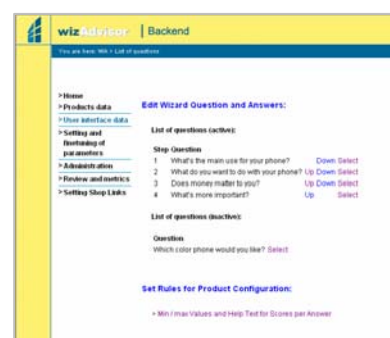 wizAdvisor | Backend
You are here: WA > List of questions
>Home
>Products data
>User interface data
>Setting and
finetuning of
parameters
>Administration
>Review and metrics
>Setting Shop Links
Edit Wizard Question and Answers:
List of questions (active):
Step Question
1 What's the main use for your phone? Down Select
2 What do you want to do with your phone? Up Down Select
3 Does money matter to you? Up Down Select
4 What's more important? Up Select
List of questions (inactive):
Question
Which color phone would you like? Select
Set Rules for Product Configuration:
» Min / max Values and Help Text for Scores per Answer